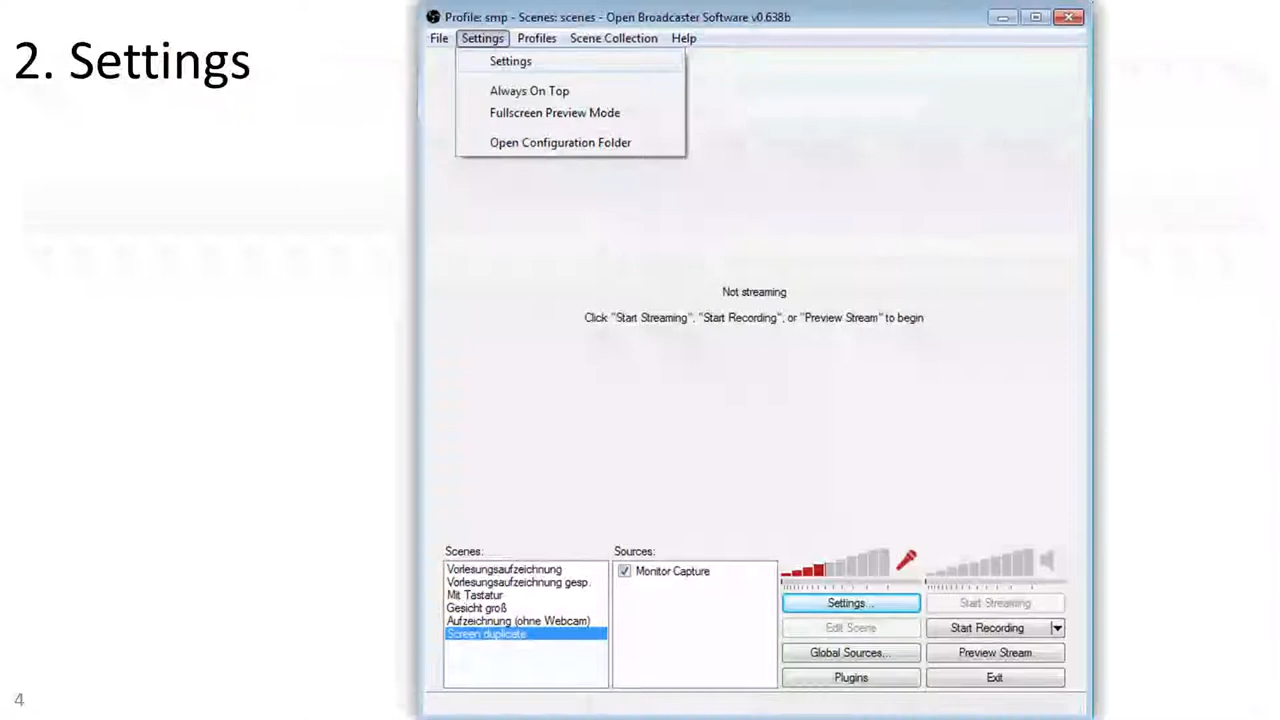 2. Settings
Profile: smp - Scenes: scenes - Open Broadcaster Software v0.638b
File Settings Profiles Scene Collection Help
Settings
Always On Top
Fullscreen Preview Mode
Open Configuration Folder
Not streaming
Click "Start Streaming", "Start Recording", or "Preview Stream" to begin
Scenes:
Vorlesungsaufzeichnung
Vorlesungsaufzeichnung gesp.
Mit Tastatur
Gesicht groß
Aufzeichnung (ohne Webcam)
Screen duplicate
Sources:
Monitor Capture
Settings...
Start Streaming
Edit Scene
Start Recording
Global Sources...
Preview Stream
Plugins
Exit
4